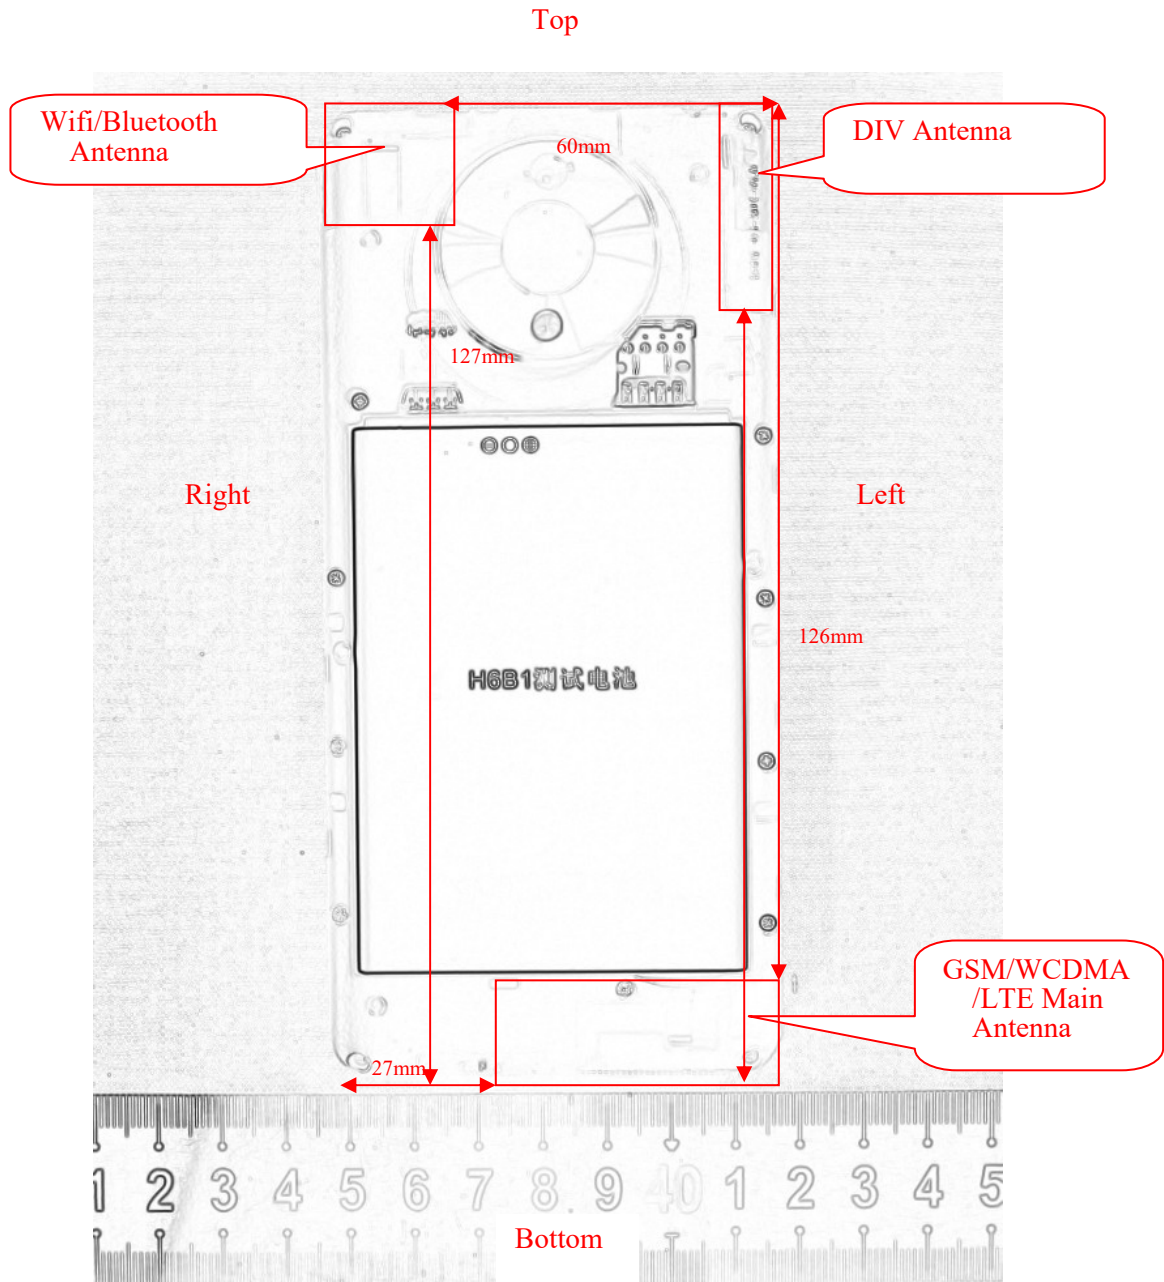 Top
Wifi/Bluetooth
Antenna
60mm
DIV Antenna
127mm
Right
Left
126mm
H6B1测试电池
GSM/WCDMA
/LTE Main
Antenna
27mm
1 2 3 4 5 6 7 8 9 40 1 2 3 4 5
Bottom